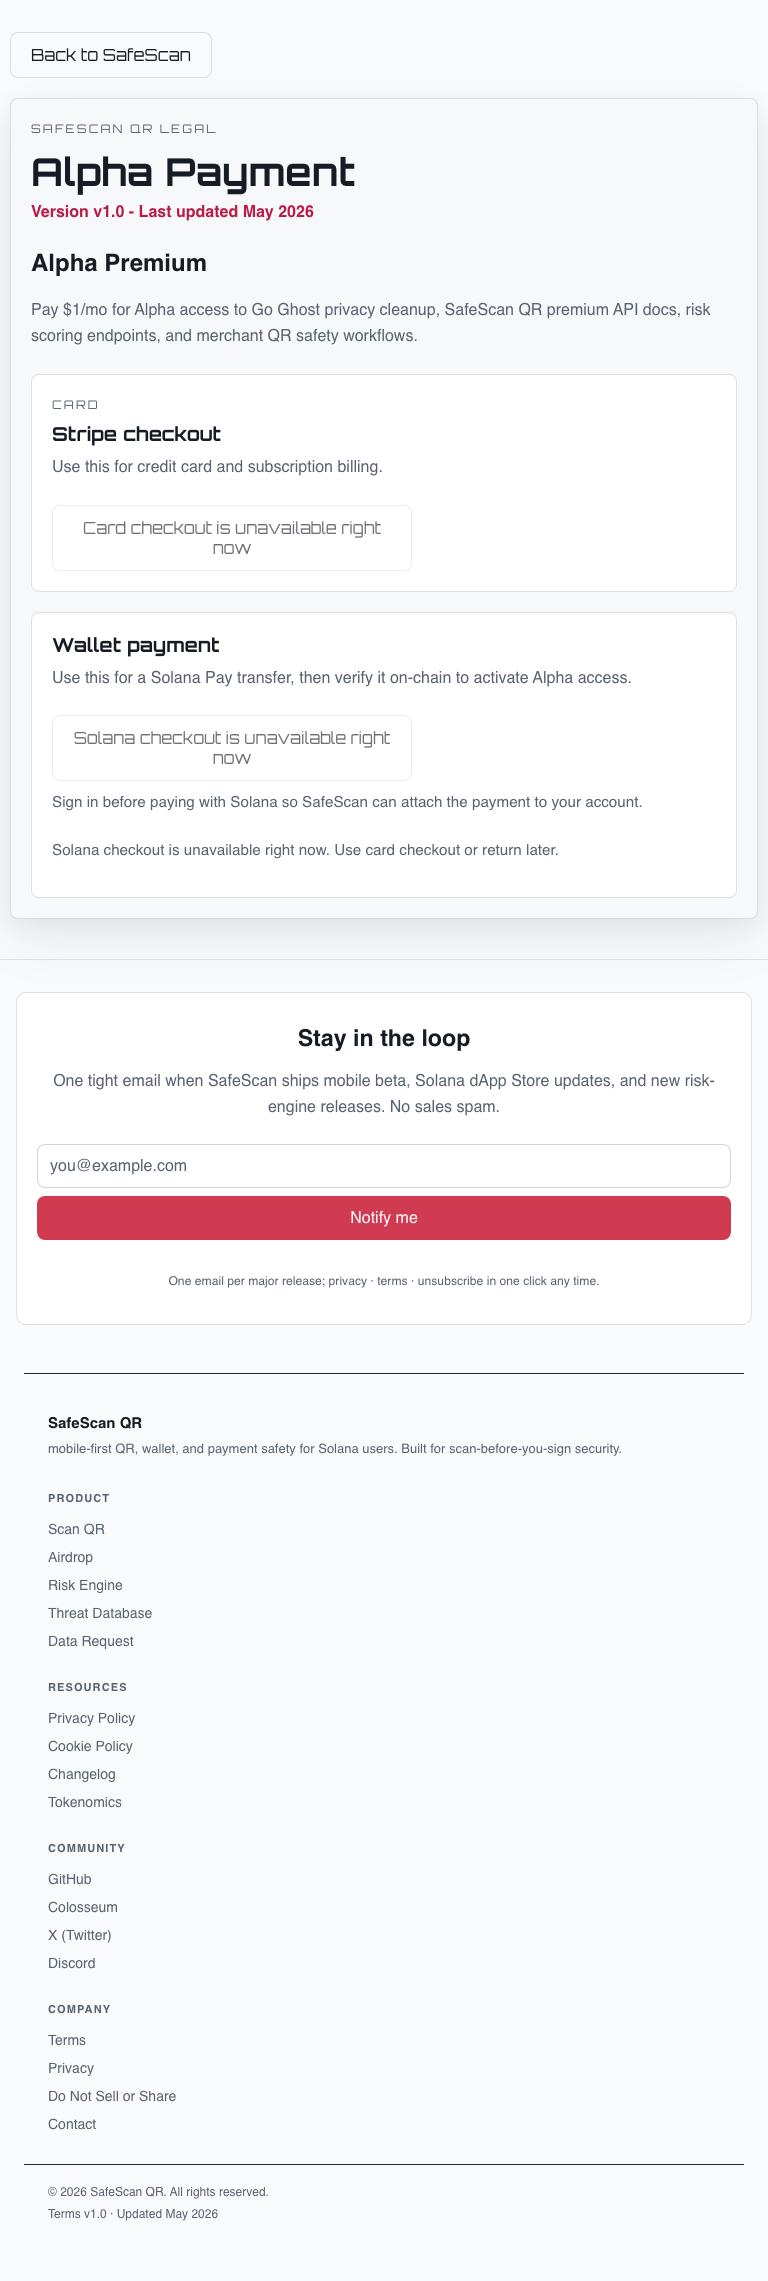 Back to SafeScan
SAFESCAN QR LEGAL
Alpha Payment
Version v1.0 - Last updated May 2026
Alpha Premium
Pay $1/mo for Alpha access to Go Ghost privacy cleanup, SafeScan QR premium API docs, risk
scoring endpoints, and merchant QR safety workflows.
CARD
Stripe checkout
Use this for credit card and subscription billing.
Card checkout is unavailable right
now
Wallet payment
Use this for a Solana Pay transfer, then verify it on-chain to activate Alpha access.
Solana checkout is unavailable right
now
Sign in before paying with Solana so SafeScan can attach the payment to your account.
Solana checkout is unavailable right now. Use card checkout or return later.
Stay in the loop
One tight email when SafeScan ships mobile beta, Solana dApp Store updates, and new risk-
engine releases. No sales spam.
you@example.com
Notify me
One email per major release; privacy · terms · unsubscribe in one click any time.
SafeScan QR
mobile-first QR, wallet, and payment safety for Solana users. Built for scan-before-you-sign security.
PRODUCT
Scan QR
Airdrop
Risk Engine
Threat Database
Data Request
RESOURCES
Privacy Policy
Cookie Policy
Changelog
Tokenomics
COMMUNITY
GitHub
Colosseum
X (Twitter)
Discord
COMPANY
Terms
Privacy
Do Not Sell or Share
Contact
© 2026 SafeScan QR. All rights reserved.
Terms v1.0 · Updated May 2026